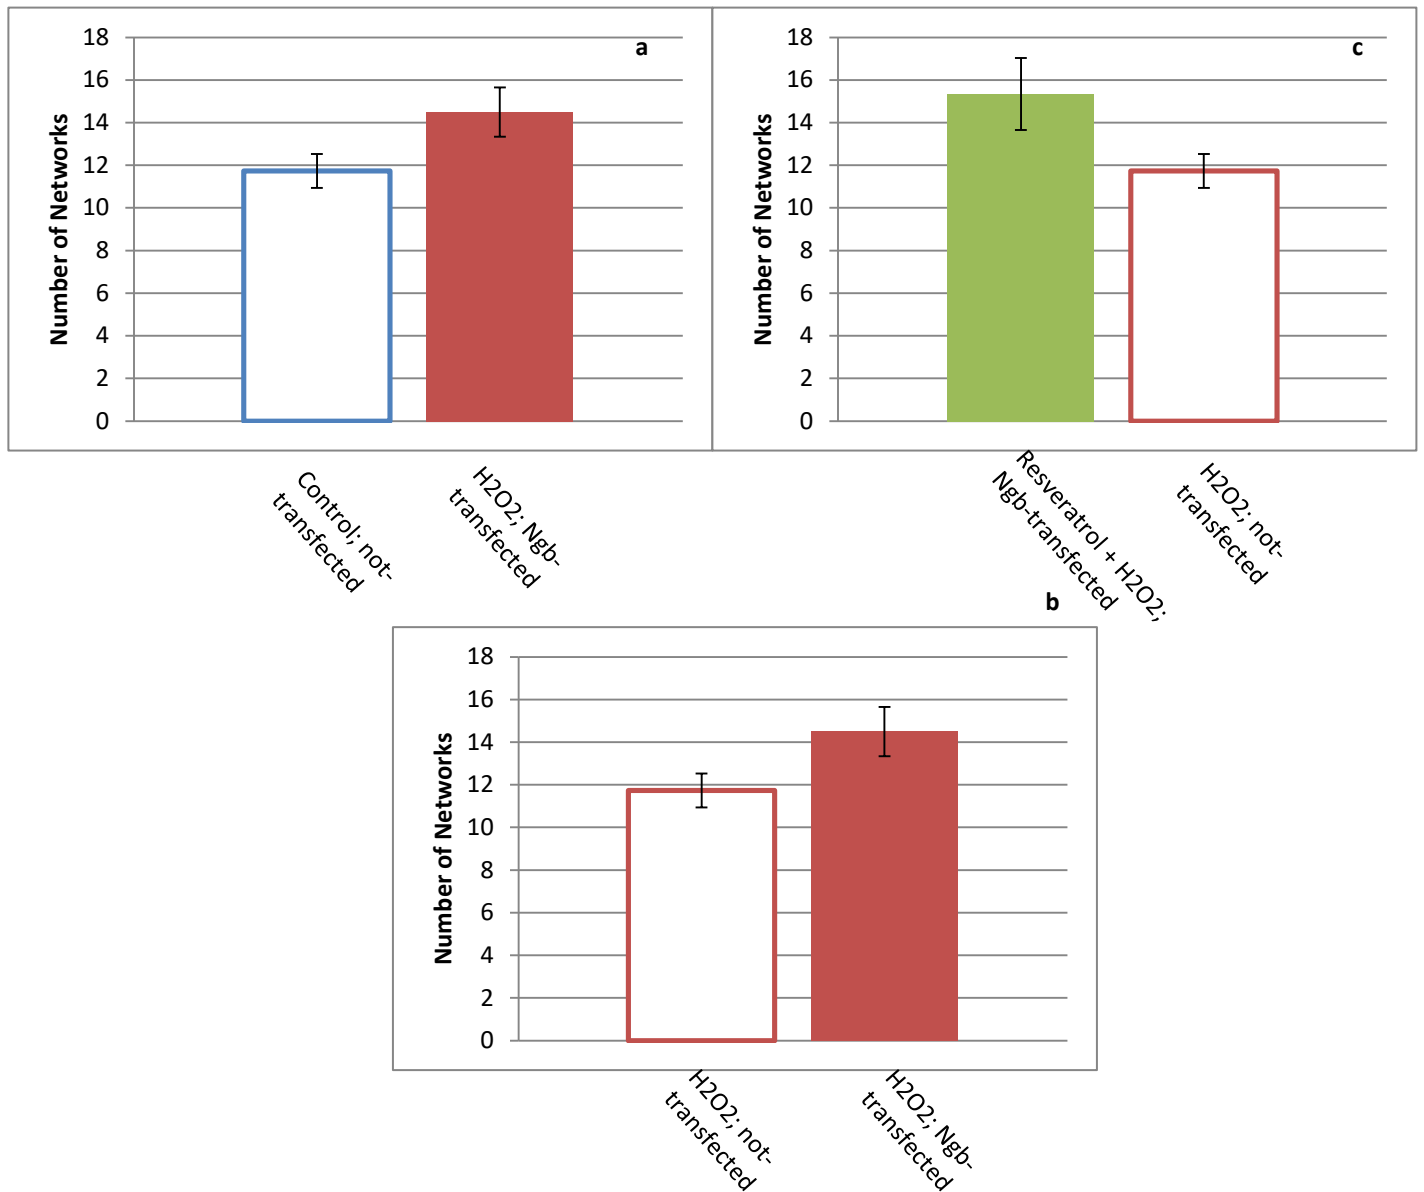 a
18
16
14
12
10
8
6
4
2
0
Number of Networks
Control; not-
transfected
H2O2; Ngb-
transfected
c
18
16
14
12
10
8
6
4
2
0
Number of Networks
Resveratrol + H2O2;
Ngb-transfected
H2O2; not-
transfected
b
18
16
14
12
10
8
6
4
2
0
Number of Networks
H2O2; not-
transfected
H2O2; Ngb-
transfected